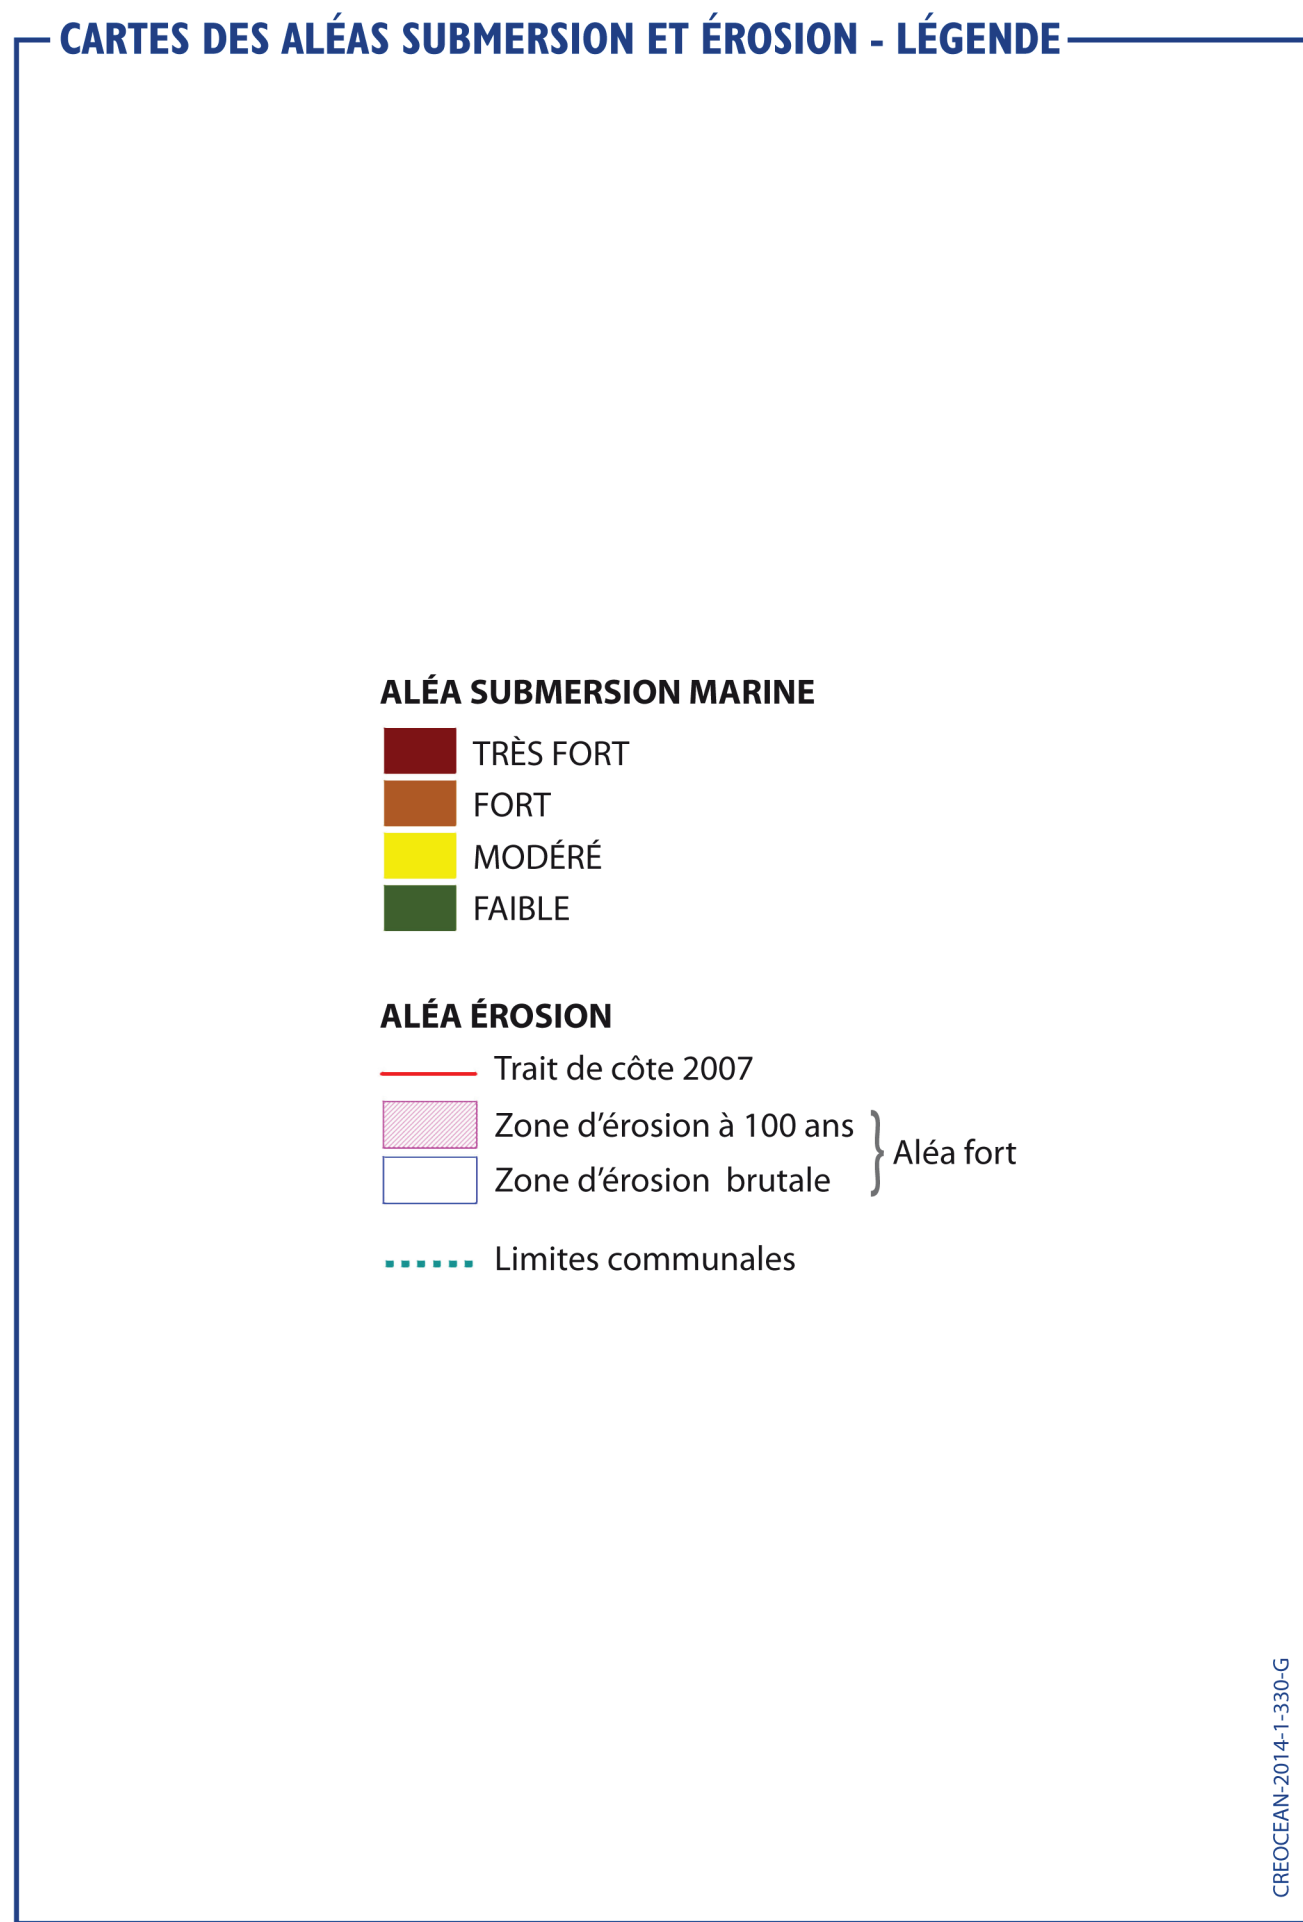 CARTES DES ALÉAS SUBMERSION ET ÉROSION - LÉGENDE
ALÉA SUBMERSION MARINE
TRÈS FORT
FORT
MODÉRÉ
FAIBLE
ALÉA ÉROSION
Trait de côte 2007
Zone d’érosion à 100 ans
Zone d’érosion brutale
Aléa fort
Limites communales
CREOCEAN-2014-1-330-G